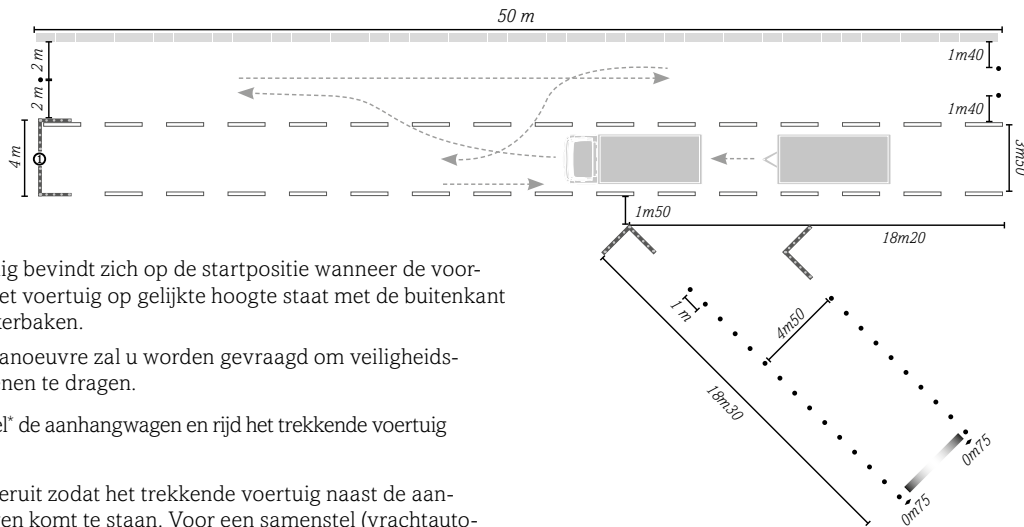 50 m
2 m
2 m
4 m
1
1m40
1m40
3m50
1m50
18m20
1 m
4m50
18m30
0m75
0m75
ig bevindt zich op de startpositie wanneer de voor-
et voertuig op gelijkte hoogte staat met de buitenkant
kerbaken.
anoeuvre zal u worden gevraagd om veiligheids-
enen te dragen.
el* de aanhangwagen en rijd het trekkende voertuig
eruit zodat het trekkende voertuig naast de aan-
en komt te staan. Voor een samenstel (vrachtauto-